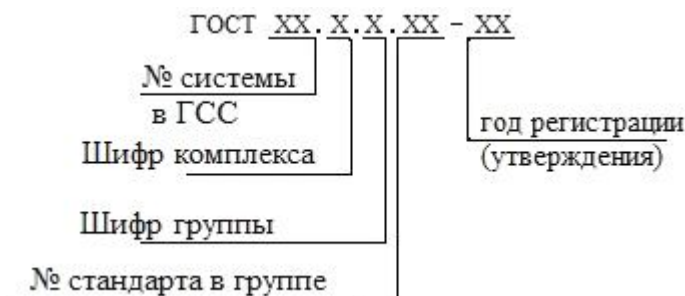 ГОСТ XX.X.X.XX - XX
№ системы
в ГСС
год регистрации
(утверждения)
Шифр комплекса
Шифр группы
№ стандарта в группе